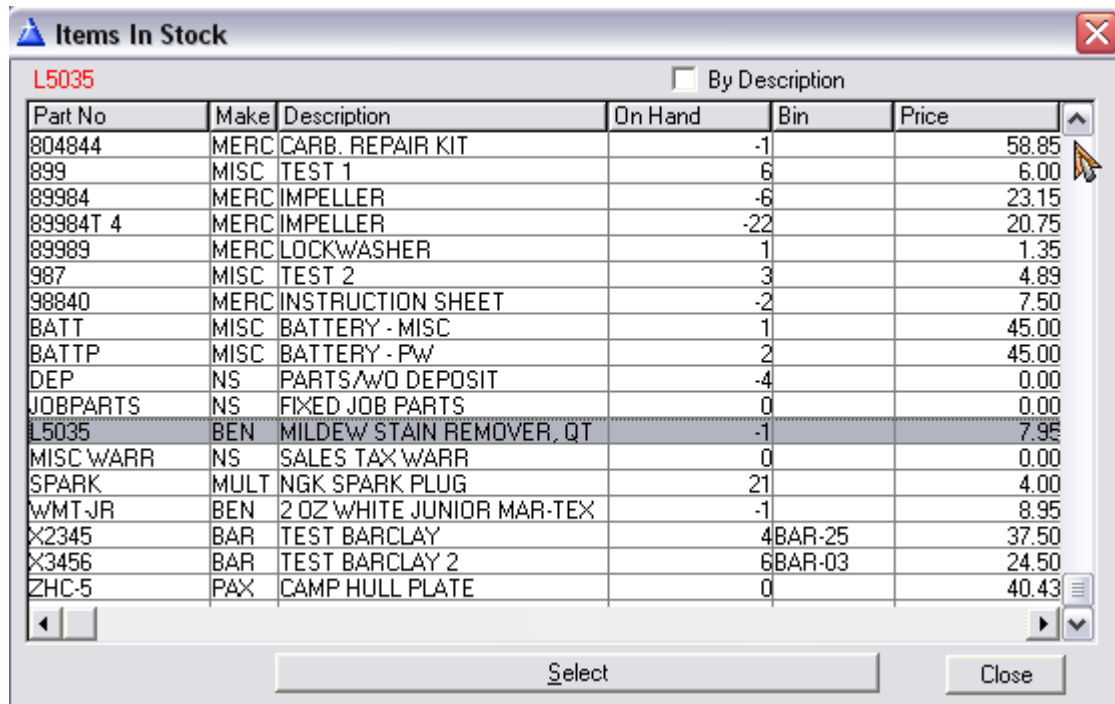 Items In Stock
L5035 By Description
Part No Make Description On Hand Bin Price
804844 MERC CARB. REPAIR KIT -1 58.85
899 MISC TEST 1 6 6.00
89984 MERC IMPELLER -6 23.15
89984T 4 MERC IMPELLER -22 20.75
89989 MERC LOCKWASHER 1 1.35
987 MISC TEST 2 3 4.89
98840 MERC INSTRUCTION SHEET -2 7.50
BATT MISC BATTERY - MISC 1 45.00
BATTP MISC BATTERY - PW 2 45.00
DEP NS PARTS/WO DEPOSIT -4 0.00
JOBPARTS NS FIXED JOB PARTS 0 0.00
L5035 BEN MILDEW STAIN REMOVER, QT -1 7.95
MISC WARR NS SALES TAX WARR 0 0.00
SPARK MULT NGK SPARK PLUG 21 4.00
WMT-JR BEN 2 OZ WHITE JUNIOR MAR-TEX -1 8.95
X2345 BAR TEST BARCLAY 4 BAR-25 37.50
X3456 BAR TEST BARCLAY 2 6 BAR-03 24.50
ZHC-5 PAX CAMP HULL PLATE 0 40.43
Select Close